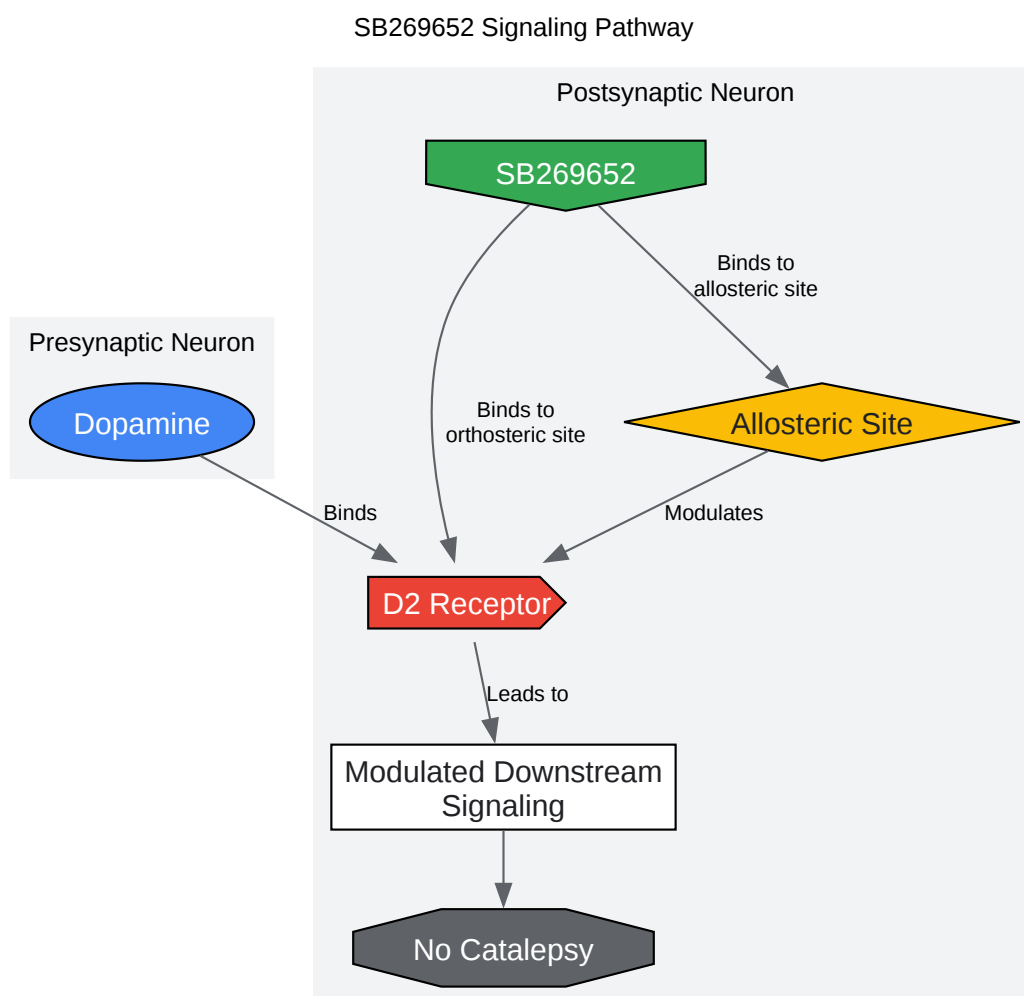 SB269652 Signaling Pathway
Postsynaptic Neuron
SB269652
Binds to
allosteric site
Presynaptic Neuron
Dopamine
Binds to
orthosteric site
Allosteric Site
Binds
Modulates
D2 Receptor
Leads to
Modulated Downstream
Signaling
No Catalepsy